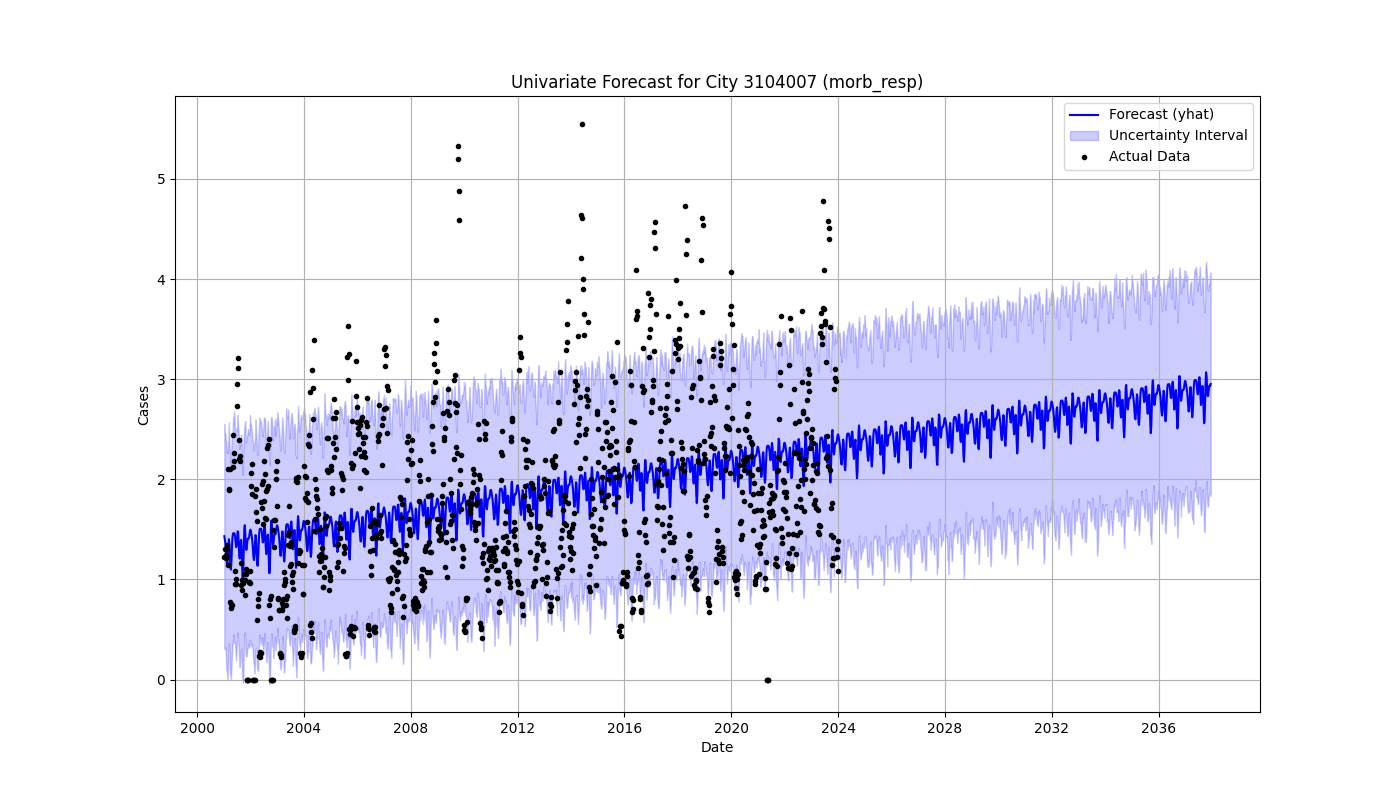 Univariate Forecast for City 3104007 (morb_resp)
Forecast (yhat)
Uncertainty Interval
Actual Data
5
4
3
2
1
0
Cases
2000 2004 2008 2012 2016 2020 2024 2028 2032 2036
Date